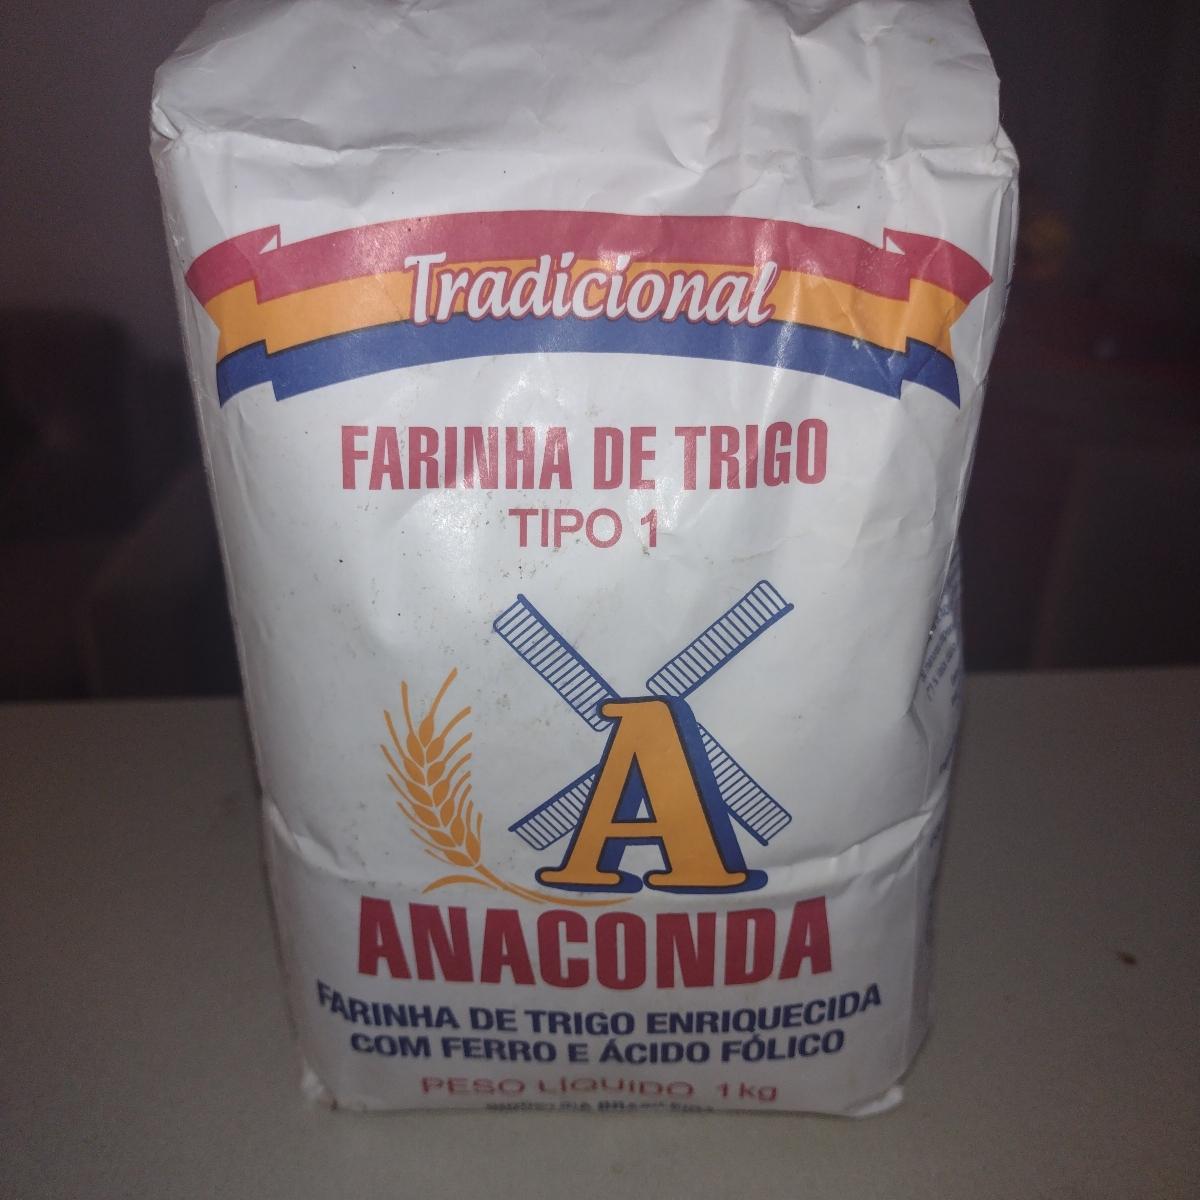 Tradicional
FARINHA DE TRIGO
TIPO 1
A
ANACONDA
FARINHA DE TRIGO ENRIQUECIDA
COM FERRO E ÁCIDO FÓLICO
PESO LÍQUIDO 1kg